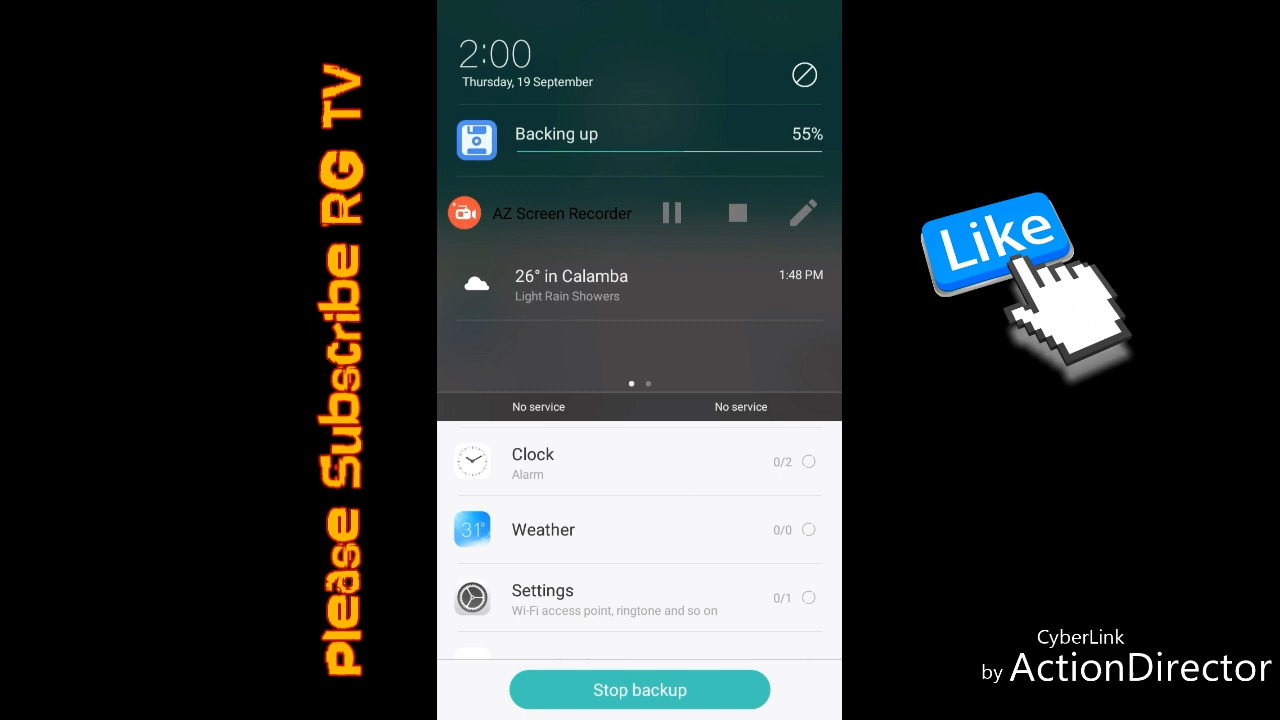 Please Subscribe RG TV
2:00
Thursday, 19 September
Backing up 55%
AZ Screen Recorder
26° in Calamba 1:48 PM
Light Rain Showers
No service No service
Clock 0/2
Alarm
31°
Weather 0/0
Settings 0/1
Wi-Fi access point, ringtone and so on
Stop backup
Like
CyberLink
by ActionDirector